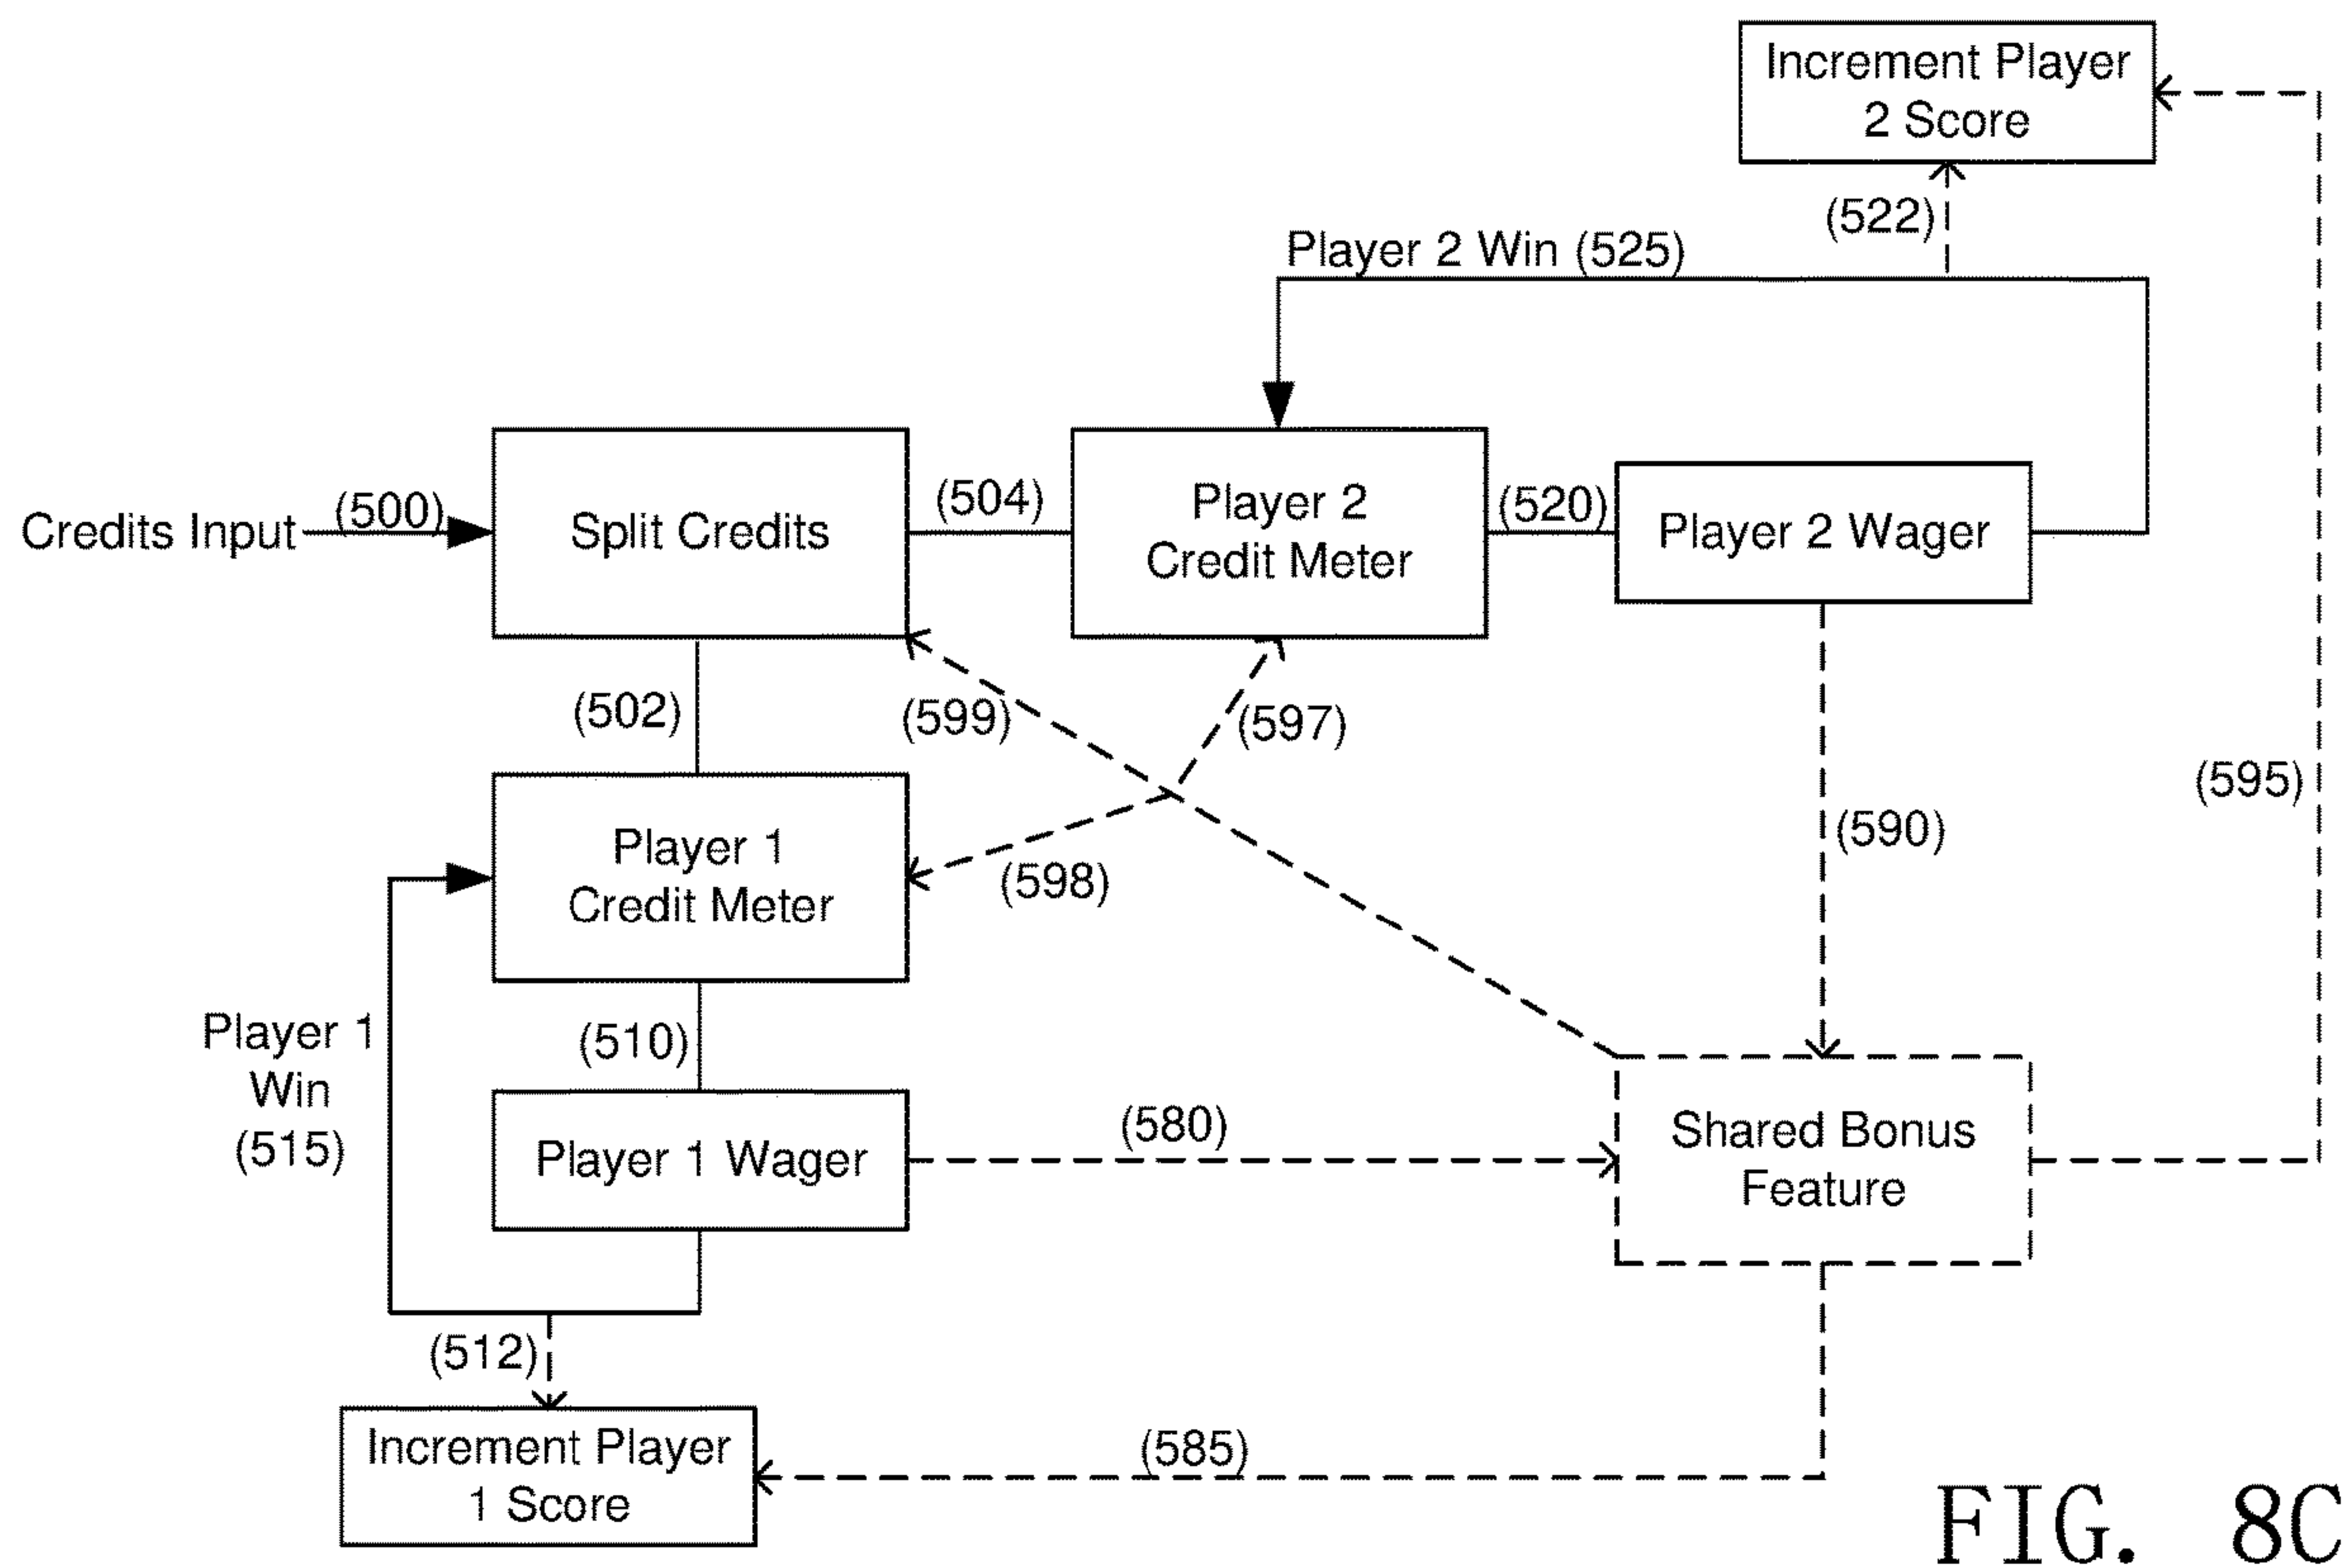 Increment Player
2 Score
(522)
Player 2 Win (525)
Credits Input
(500)
Split Credits
(504)
Player 2
Credit Meter
(520)
Player 2 Wager
(502)
(599)
(597)
(595)
(590)
Player 1
Credit Meter
(598)
Player 1
Win
(515)
(510)
Player 1 Wager
(580)
Shared Bonus
Feature
(512)
Increment Player
1 Score
(585)
FIG. 8C